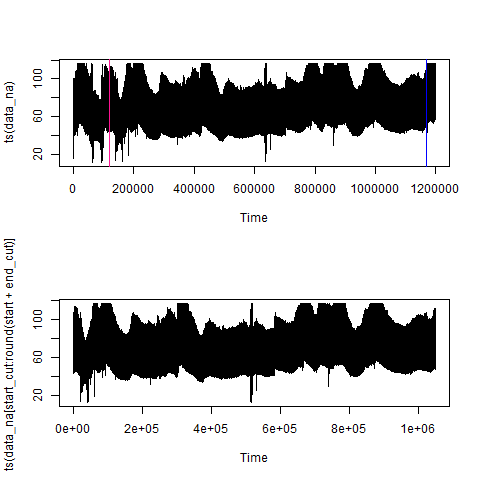 ts(data_na)
20
60
100
0 200000 400000 600000 800000 1000000 1200000
Time
ts(data_na[start_cut:round(start + end_cut)]
20
60
100
0e+00 2e+05 4e+05 6e+05 8e+05 1e+06
Time